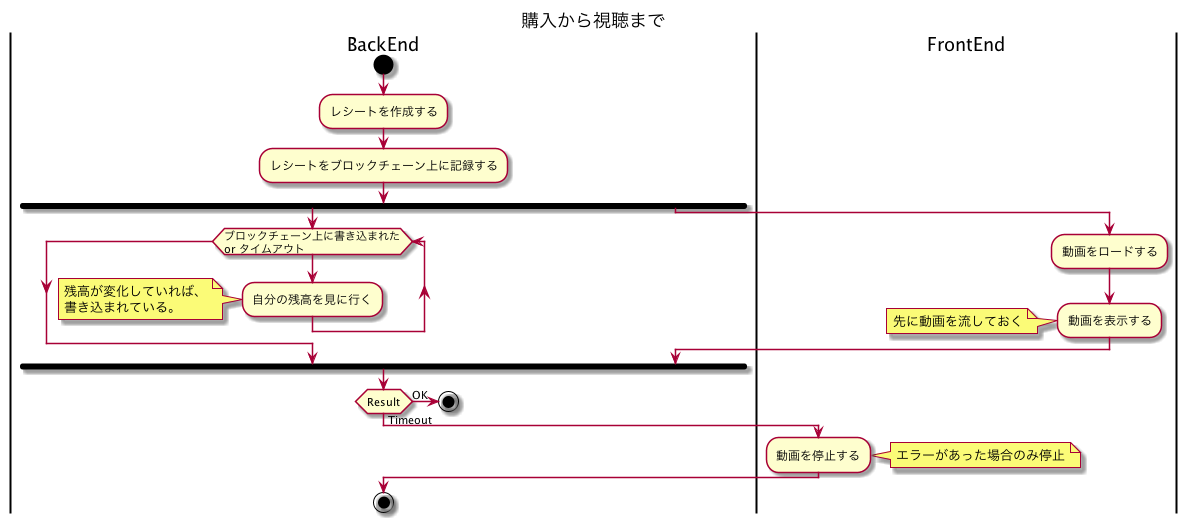 購入から視聴まで
BackEnd
FrontEnd
レシートを作成する
レシートをブロックチェーン上に記録する
ブロックチェーン上に書き込まれた
or タイムアウト
動画をロードする
残高が変化していれば、
書き込まれている。
自分の残高を見に行く
先に動画を流しておく
動画を表示する
Result
OK
Timeout
動画を停止する
エラーがあった場合のみ停止